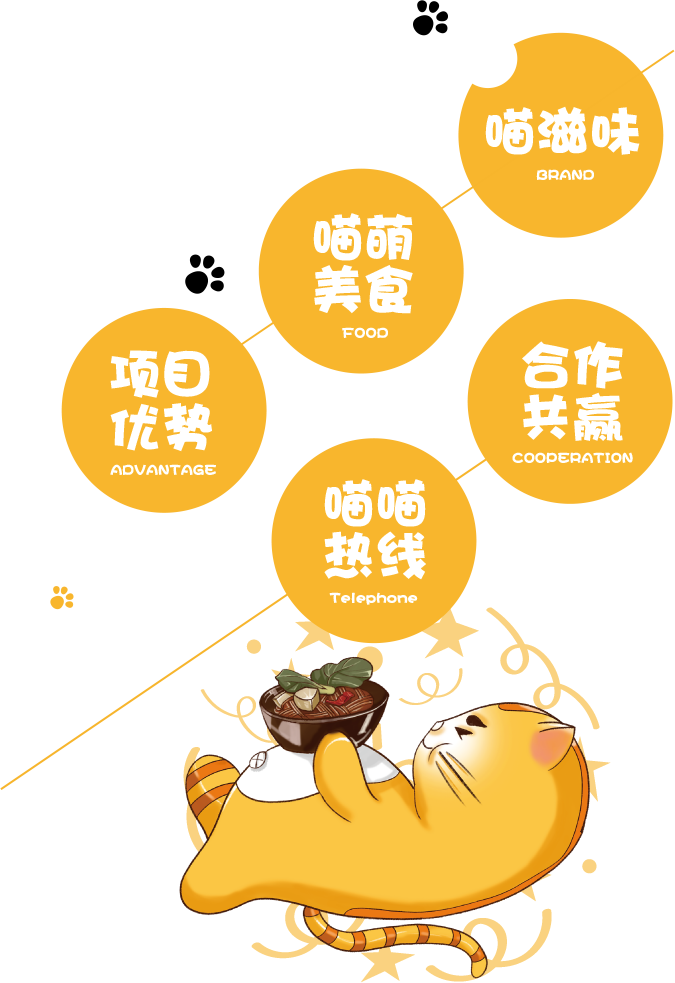 喵滋味
BRAND
喵萌
美食
FOOD
项目
优势
ADVANTAGE
合作
共赢
COOPERATION
喵喵
热线
Telephone